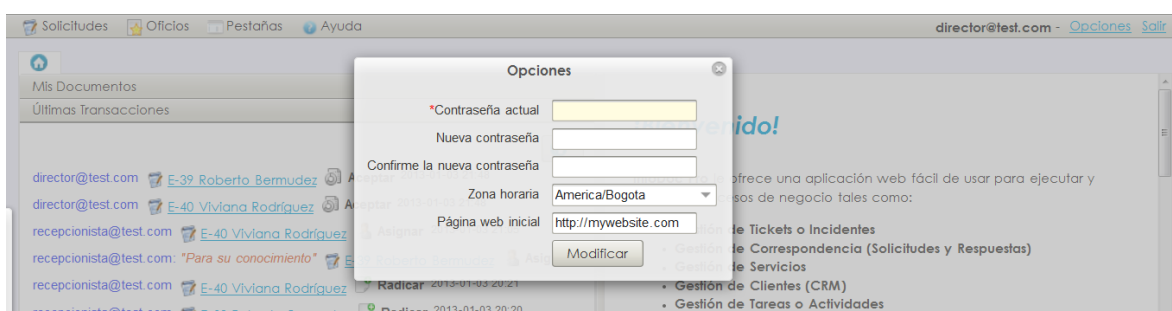 Solicitudes Oficios Pestañas Ayuda director@test.com - Opciones Salir
Mis Documentos
Últimas Transacciones
Opciones
*Contraseña actual
Nueva contraseña
Confirme la nueva contraseña
Zona horaria America/Bogota
Página web inicial http://mywebsite.com
Modificar
director@test.com E-39 Roberto Bermudez
director@test.com E-40 Viviana Rodríguez
recepcionista@test.com E-40 Viviana Rodríguez Asignar
recepcionista@test.com: "Para su conocimiento"
recepcionista@test.com E-40 Viviana Rodríguez Radicar 2013-01-03 20:21
ofrece una aplicación web fácil de usar para ejecutar y
de negocio tales como:
de Tickets o Incidentes
Gestión de Correspondencia (Solicitudes y Respuestas)
Gestión de Servicios
Gestión de Clientes (CRM)
Gestión de Tareas o Actividades